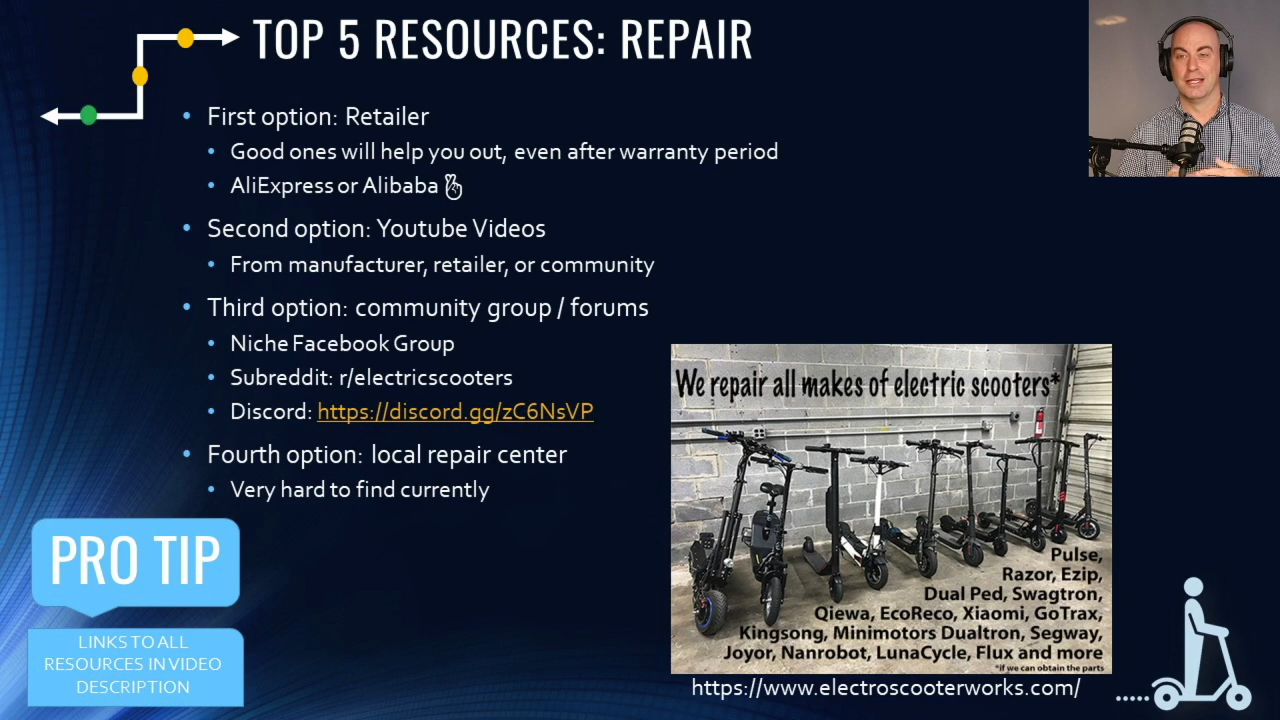 TOP 5 RESOURCES: REPAIR
First option: Retailer
Good ones will help you out, even after warranty period
AliExpress or Alibaba
Second option: Youtube Videos
From manufacturer, retailer, or community
Third option: community group / forums
Niche Facebook Group
Subreddit: r/electricscooters
Discord: https://discord.gg/zC6NsVP
Fourth option: local repair center
Very hard to find currently
We repair all makes of electric scooters*
Pulse,
Razor, Ezip,
Dual Ped, Swagtron,
Qiewa, EcoReco, Xiaomi, GoTrax,
Kingsong, Minimotors Dualtron, Segway,
Joyor, Nanrobot, LunaCycle, Flux and more
*if we can obtain the parts
https://www.electroscooterworks.com/
PRO TIP
LINKS TO ALL
RESOURCES IN VIDEO
DESCRIPTION